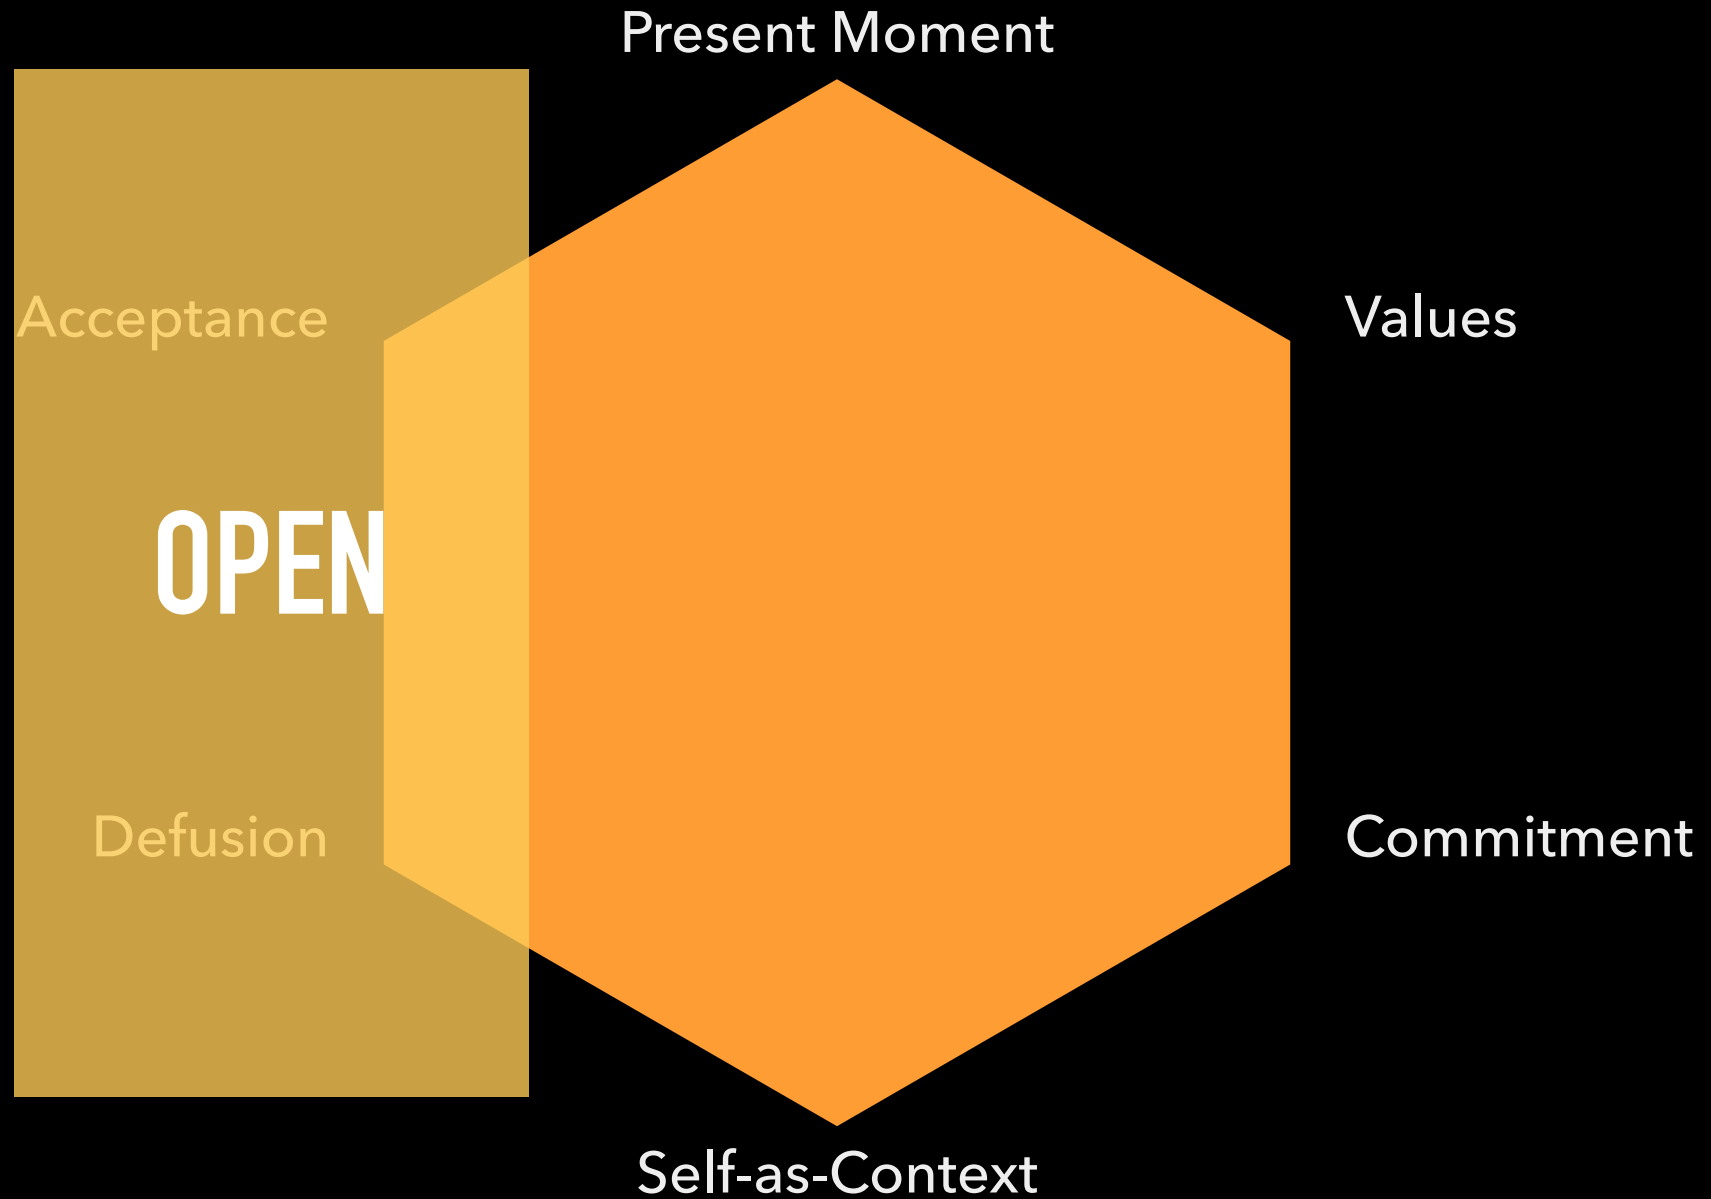 Present Moment
Acceptance
Values
OPEN
Defusion
Commitment
Self-as-Context